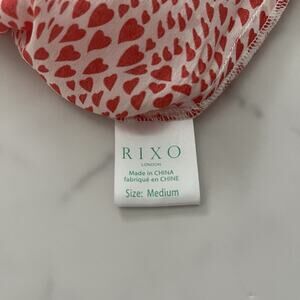 RIXO
LONDON
Made in CHINA
fabriqué en CHINE
Size: Medium